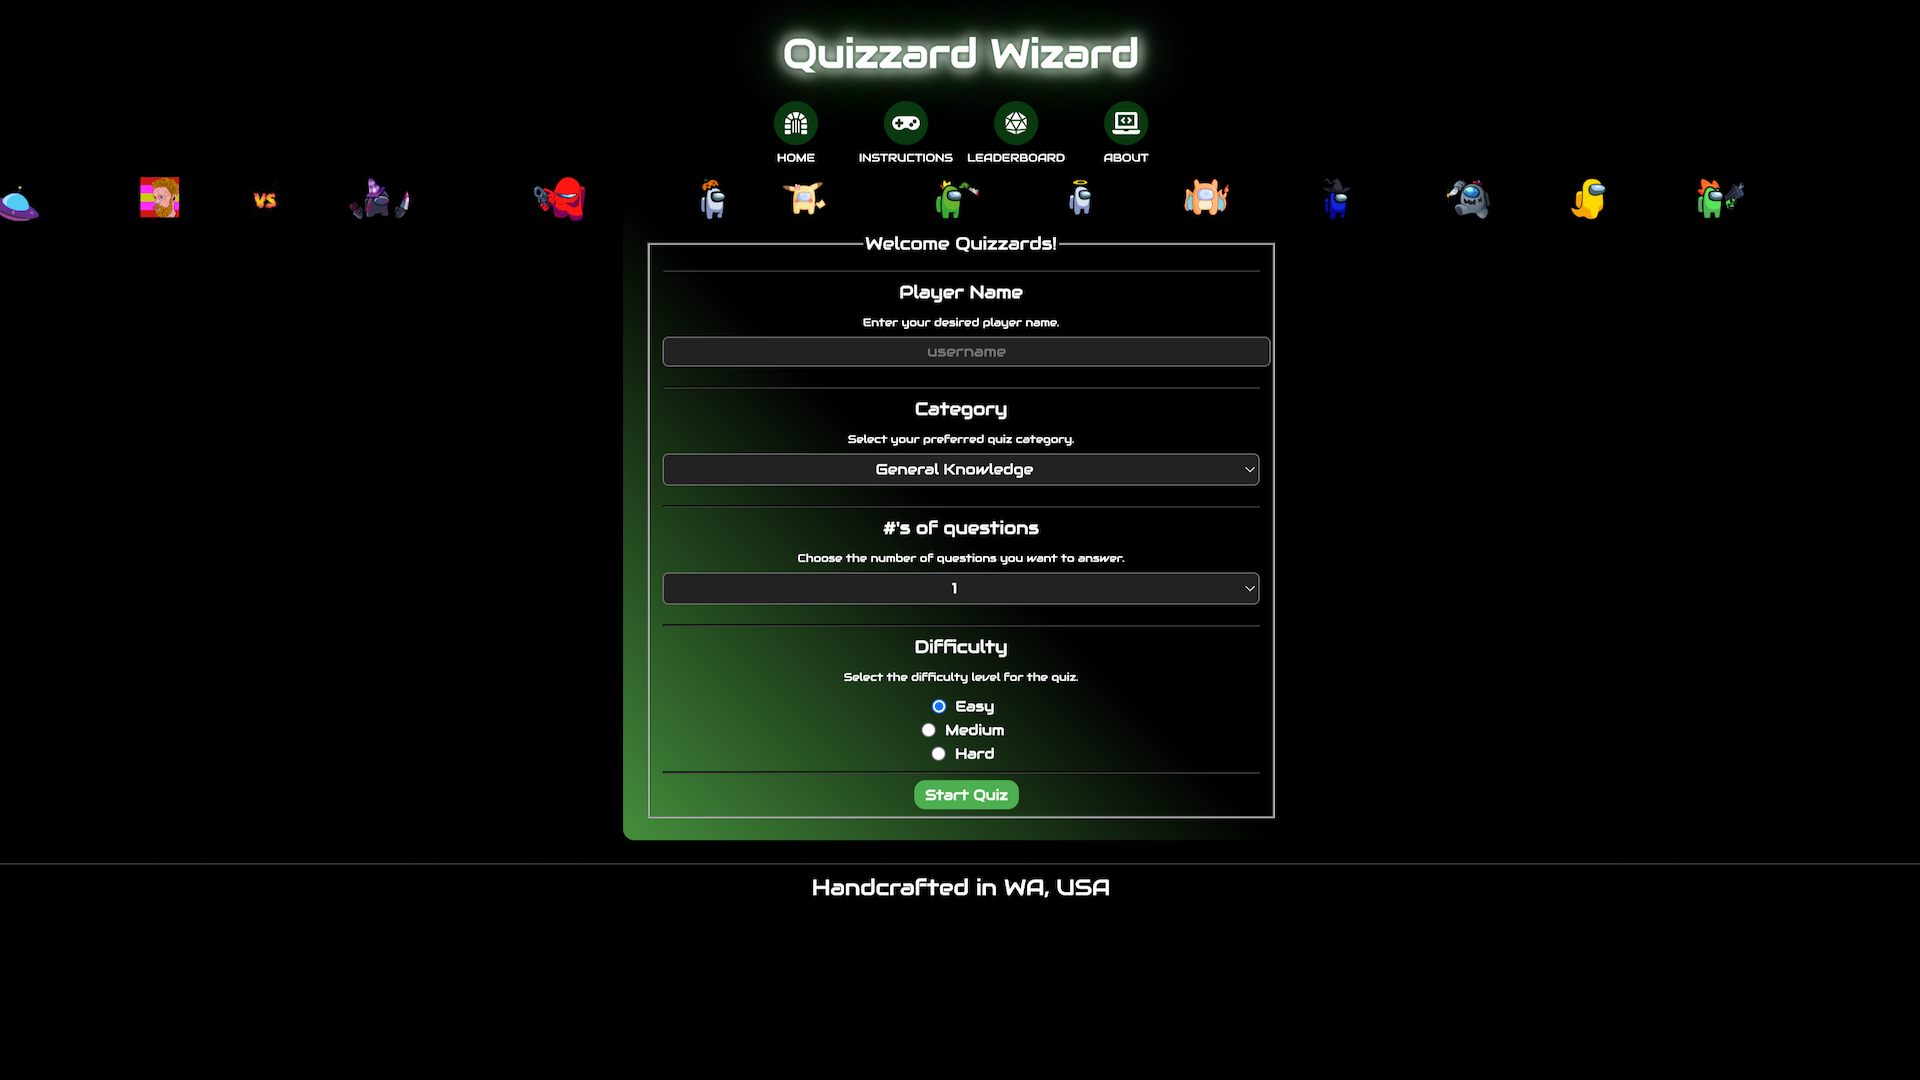 Quizzard Wizard
HOME
INSTRUCTIONS
LEADERBOARD
ABOUT
VS
Welcome Quizzards!
Player Name
Enter your desired player name.
username
Category
Select your preferred quiz category.
General Knowledge
#'s of questions
Choose the number of questions you want to answer.
1
Difficulty
Select the difficulty level for the quiz.
Easy
Medium
Hard
Start Quiz
Handcrafted in WA, USA